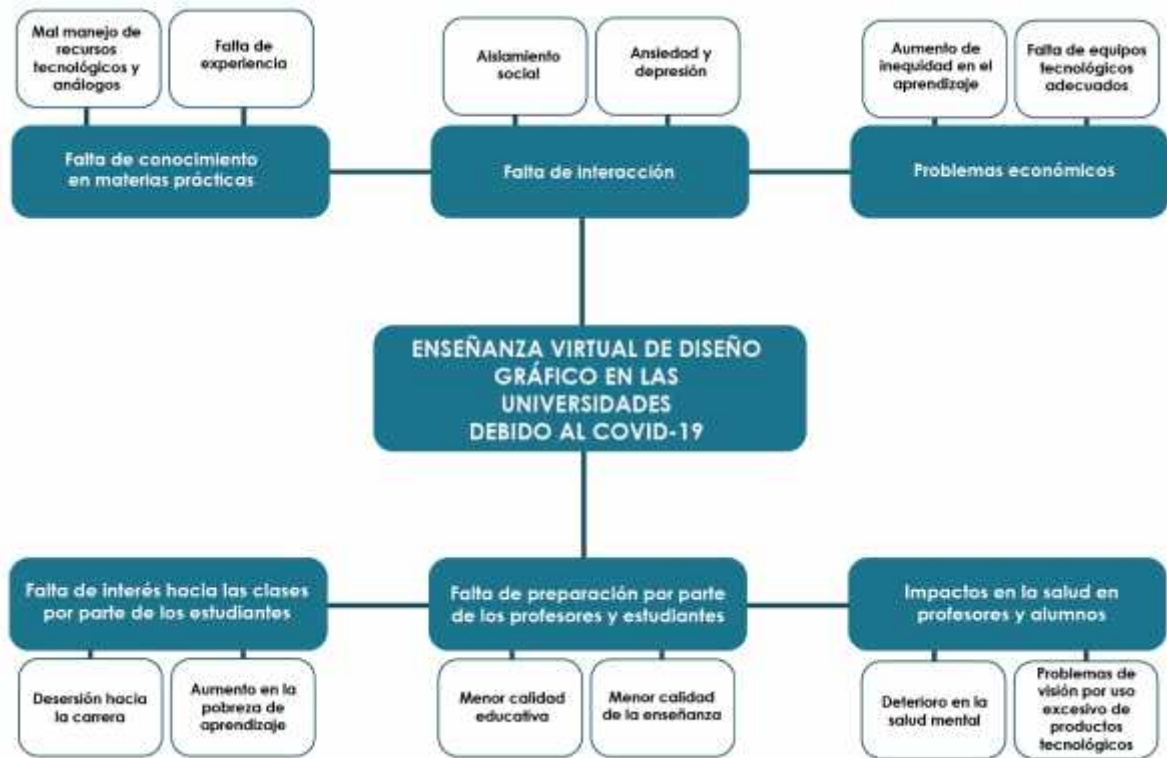 Mal manejo de
recursos
tecnológicos y
análogos
Falta de
experiencia
Aislamiento
social
Ansiedad y
depresión
Aumento de
inequidad en el
aprendizaje
Falta de equipos
tecnológicos
adecuados
Falta de conocimiento
en materias prácticas
Falta de interacción
Problemas económicos
ENSEÑANZA VIRTUAL DE DISEÑO
GRÁFICO EN LAS
UNIVERSIDADES
DEBIDO AL COVID-19
Falta de interés hacia las clases
por parte de los estudiantes
Falta de preparación por parte
de los profesores y estudiantes
Impactos en la salud en
profesores y alumnos
Desersión hacia
la carrera
Aumento en la
pobreza de
aprendizaje
Menor calidad
educativa
Menor calidad
de la enseñanza
Deterioro en la
salud mental
Problemas de
visión por uso
excesivo de
productos
tecnológicos